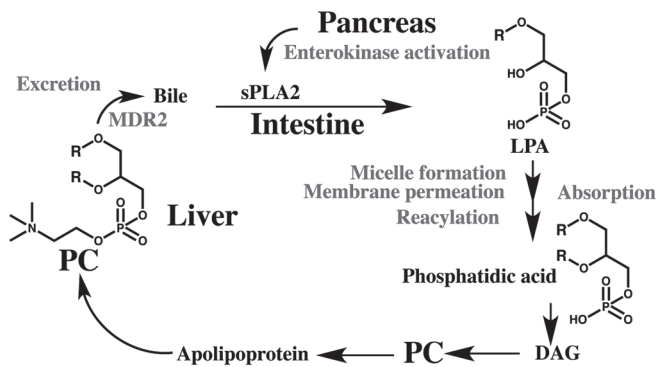 Pancreas
Enterokinase activation
Excretion
Bile
sPLA2
MDR2
Intestine
R
O
HO
O
O
P
HO
O
LPA
O
R
R
O
Liver
N
O
P
O
O
O
PC
Micelle formation
Membrane permeation
Absorption
Reacylation
O
R
R
O
Phosphatidic acid
O
O
P
HO
O
Apolipoprotein
PC
DAG